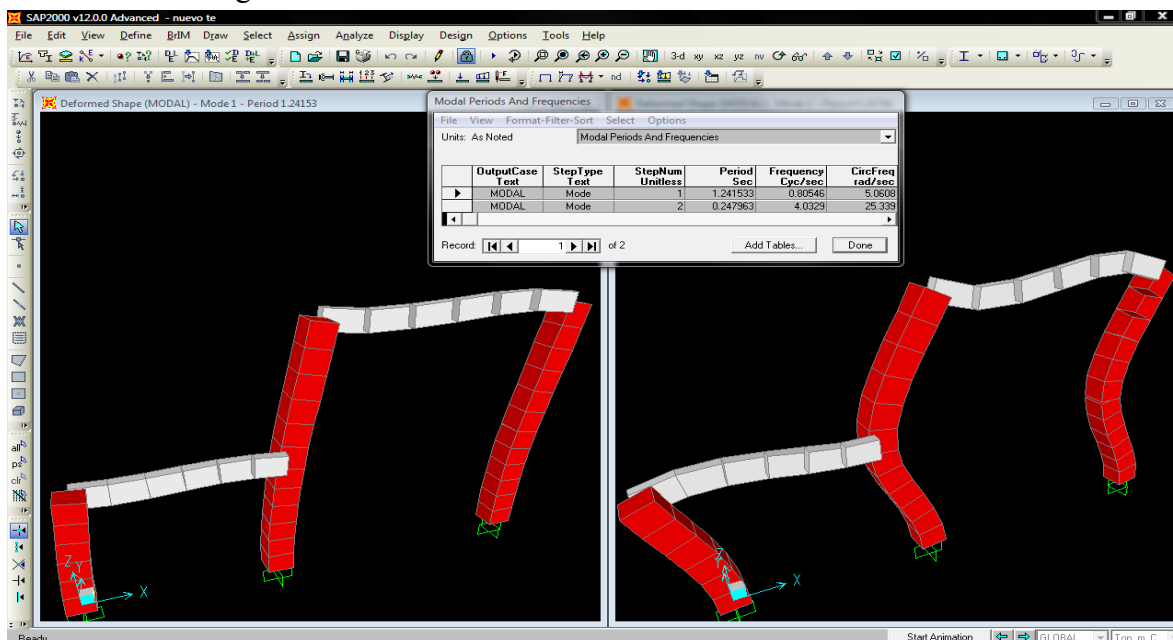 SAP2000 v12.0.0 Advanced - nuevo te
File Edit View Define BrIM Draw Select Assign Analyze Display Design Options Tools Help
3-d xy xz yz nv
nd
Deformed Shape (MODAL) - Mode 1 - Period 1.24153
Modal Periods And Frequencies
File View Format-Filter-Sort Select Options
Units: As Noted Modal Periods And Frequencies
OutputCase StepType StepNum Period Frequency CircFreq
Text Text Unitless Sec Cyc/sec rad/sec
MODAL Mode 1 1.241533 0.80546 5.0608
MODAL Mode 2 0.247963 4.0329 25.339
Record: 1 of 2 Add Tables... Done
all
ps
clr
Z Y X
Z X
Ready Start Animation GLOBAL Ton, m, C